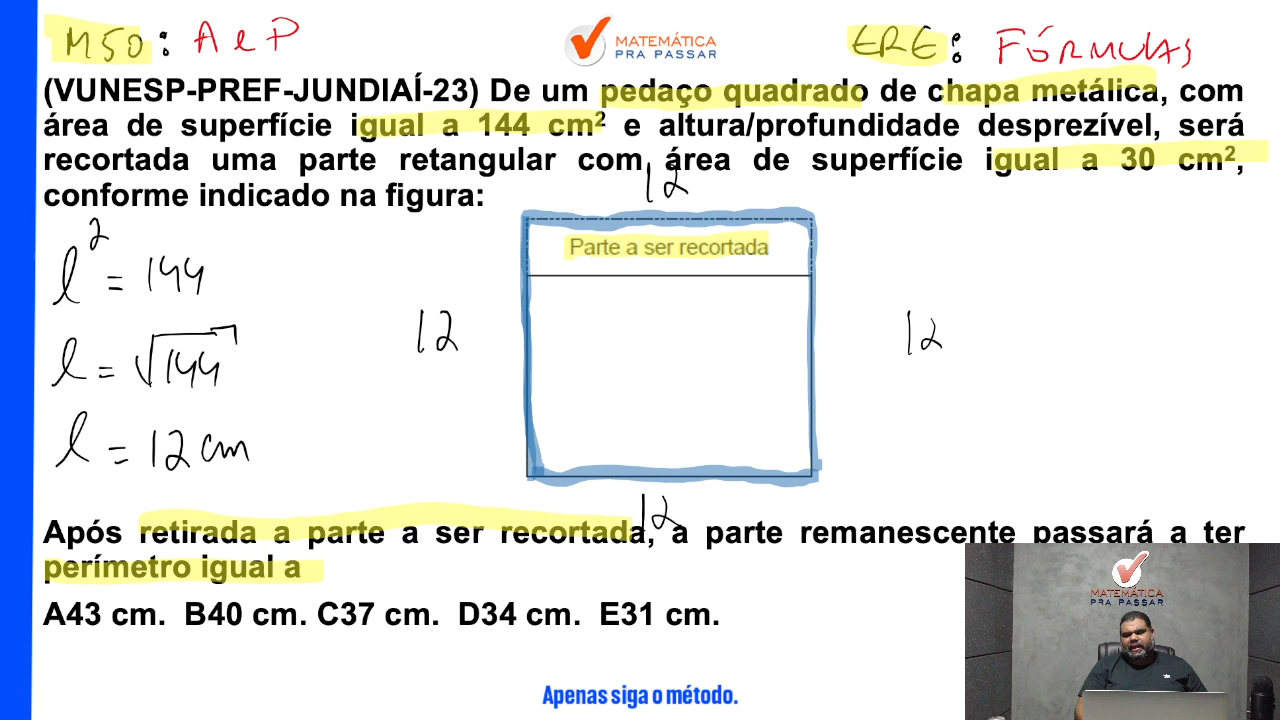 M50: A e P
MATEMÁTICA
PRA PASSAR
ERE: FÓRMULAS
(VUNESP-PREF-JUNDIAÍ-23) De um pedaço quadrado de chapa metálica, com
área de superfície igual a 144 cm² e altura/profundidade desprezível, será
recortada uma parte retangular com área de superfície igual a 30 cm²,
conforme indicado na figura:
12
Parte a ser recortada
l² = 144
12
12
l = √144
l = 12 cm
12
Após retirada a parte a ser recortada, a parte remanescente passará a ter
perímetro igual a
A43 cm. B40 cm. C37 cm. D34 cm. E31 cm.
MATEMÁTICA
PRA PASSAR
Apenas siga o método.